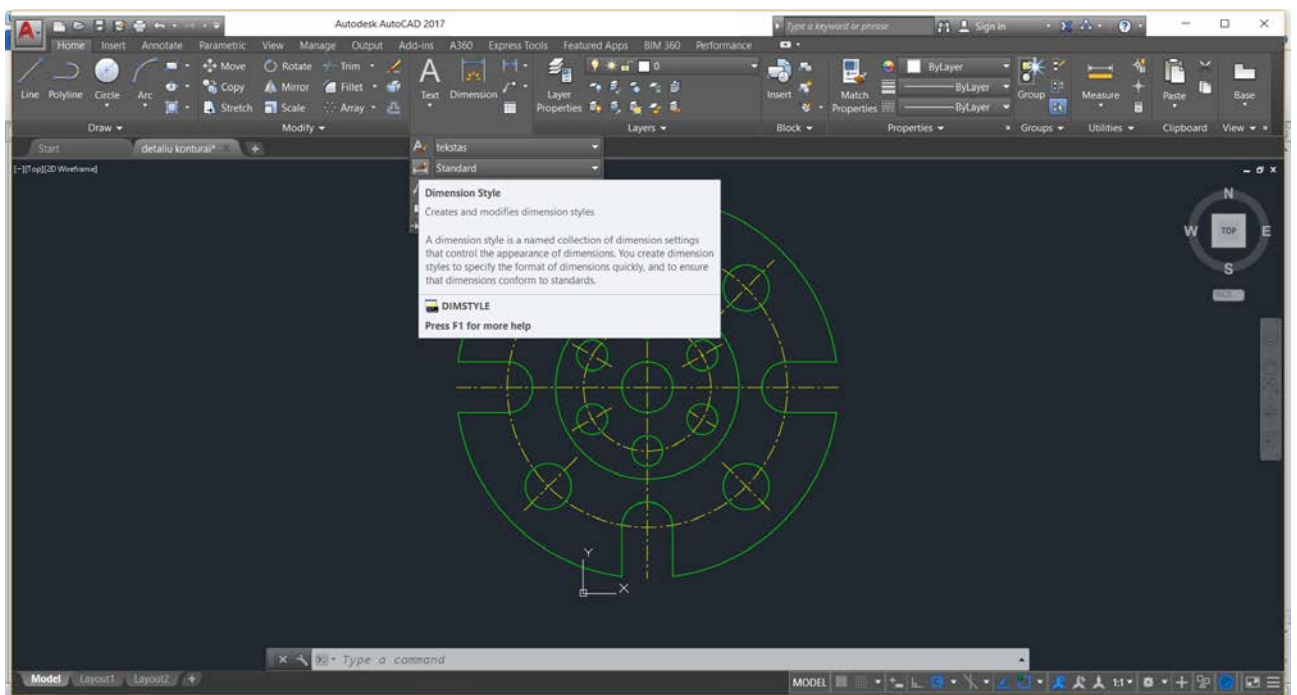 Autodesk AutoCAD 2017
Type a keyword or phrase
Sign In
Home Insert Annotate Parametric View Manage Output Add-ins A360 Express Tools Featured Apps BIM 360 Performance
Line Polyline Circle Arc
Move Rotate Trim
Copy Mirror Fillet
Stretch Scale Array
Text Dimension
Layer Properties
0
Insert
Match Properties
ByLayer
ByLayer
ByLayer
Group
Measure
Paste
Base
Draw Modify Layers Block Properties Groups Utilities Clipboard View
Start detaliu konturai*
tekstas
Standard
[-][Top][2D Wireframe]
Dimension Style
Creates and modifies dimension styles
A dimension style is a named collection of dimension settings
that control the appearance of dimensions. You create dimension
styles to specify the format of dimensions quickly, and to ensure
that dimensions conform to standards.
DIMSTYLE
Press F1 for more help
N
W TOP E
S
Y
X
Type a command
Model Layout1 Layout2
MODEL
1:1